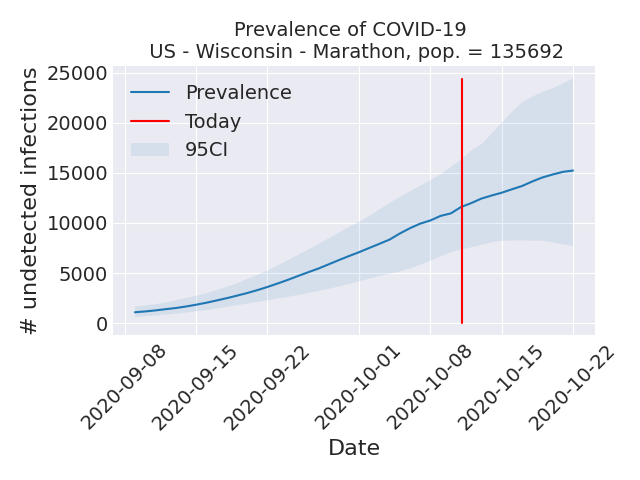 Prevalence of COVID-19
US - Wisconsin - Marathon, pop. = 135692
# undetected infections
25000
20000
15000
10000
5000
0
Prevalence
Today
95CI
2020-09-08
2020-09-15
2020-09-22
2020-10-01
2020-10-08
2020-10-15
2020-10-22
Date